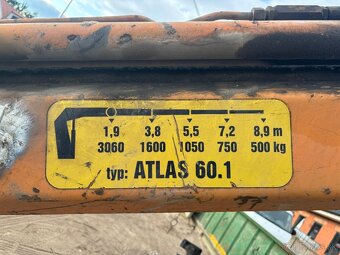 1,9 3,8 5,5 7,2 8,9 m
3060 1600 1050 750 500 kg
typ: ATLAS 60.1